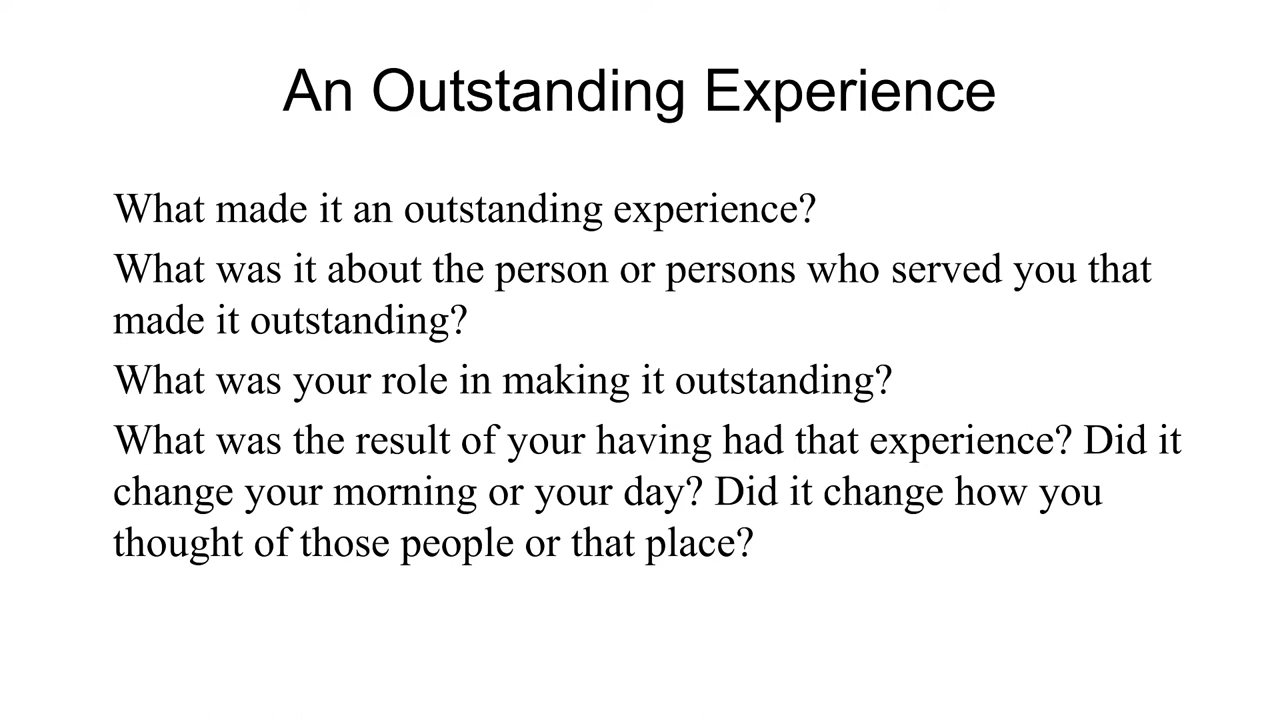 An Outstanding Experience
What made it an outstanding experience?
What was it about the person or persons who served you that
made it outstanding?
What was your role in making it outstanding?
What was the result of your having had that experience? Did it
change your morning or your day? Did it change how you
thought of those people or that place?